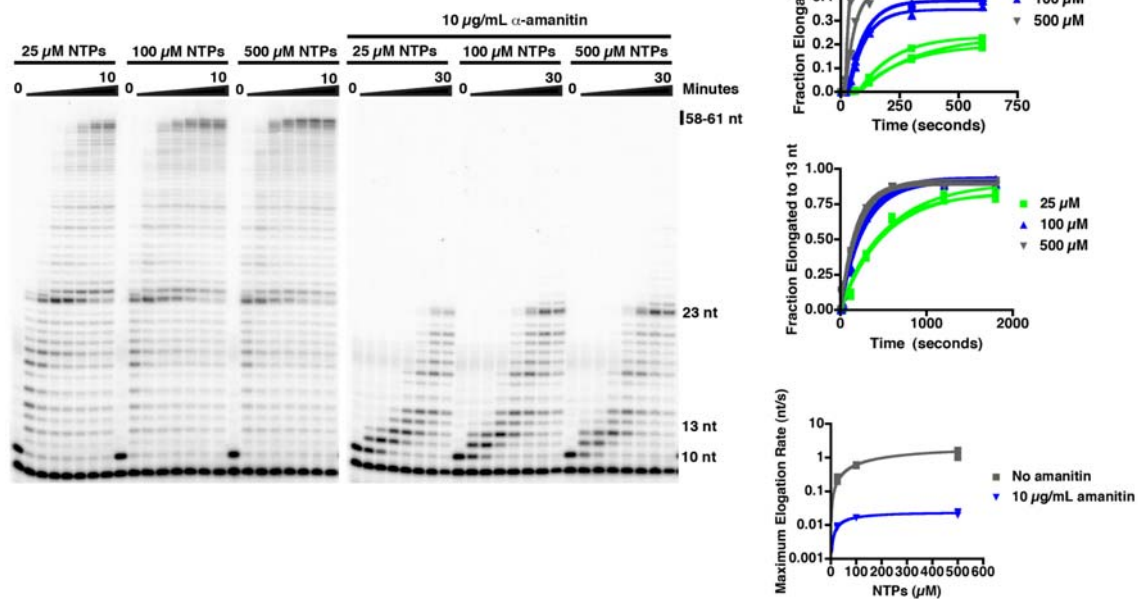 10 µg/mL α-amanitin
25 µM NTPs 100 µM NTPs 500 µM NTPs 25 µM NTPs 100 µM NTPs 500 µM NTPs
0 10 0 10 0 10 0 30 0 30 0 30
Minutes
58-61 nt
23 nt
13 nt
10 nt
Fraction Elongat
0.3
0.2
0.1
0.0
0 250 500 750
Time (seconds)
100 µM
500 µM
Fraction Elongated to 13 nt
1.00
0.75
0.50
0.25
0.00
0 1000 2000
Time (seconds)
25 µM
100 µM
500 µM
Maximum Elogation Rate (nt/s)
10
1
0.1
0.01
0.001
0 100 200 300 400 500 600
NTPs (µM)
No amanitin
10 µg/mL amanitin